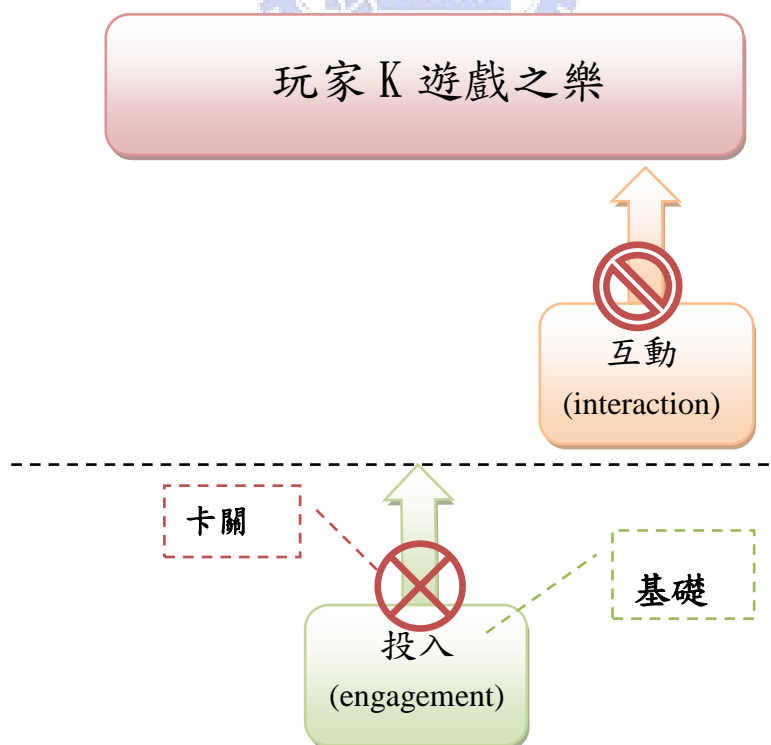 玩家 K 遊戲之樂
互動
(interaction)
卡關
基礎
投入
(engagement)